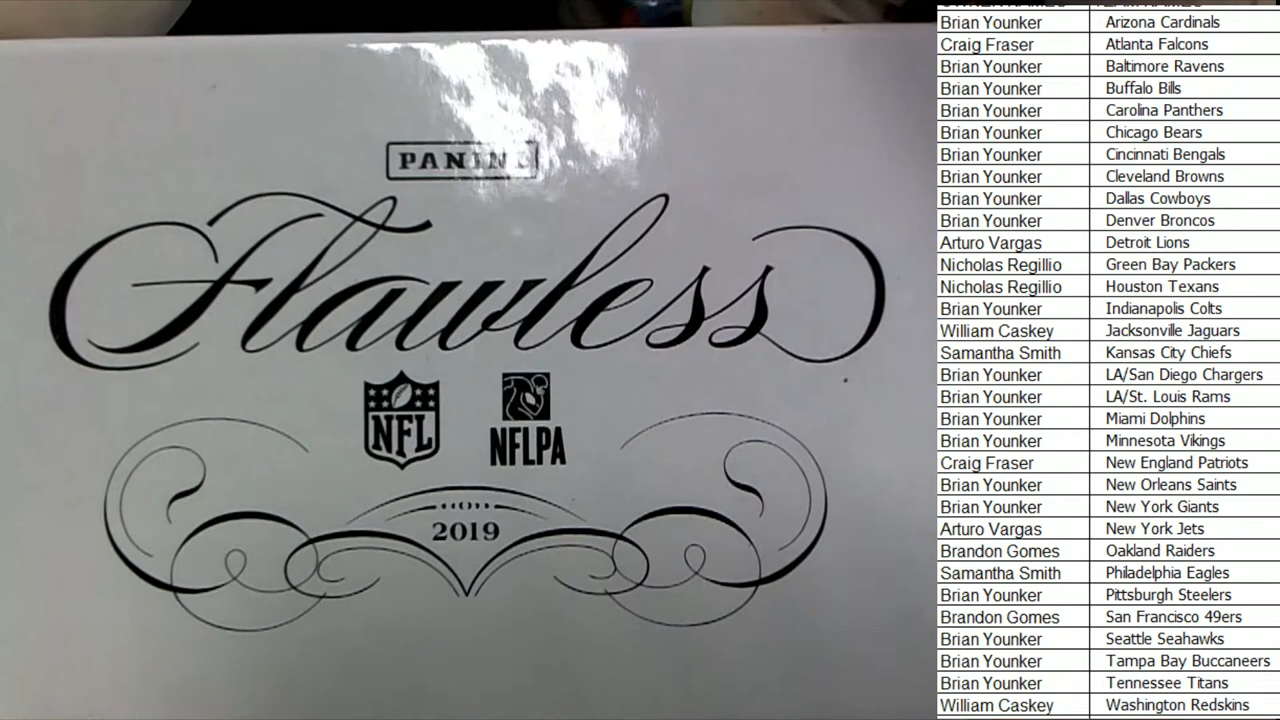 PANINI
Flawless
NFL
NFLPA
2019
OWNER NAMES TEAM NAMES
Brian Younker Arizona Cardinals
Craig Fraser Atlanta Falcons
Brian Younker Baltimore Ravens
Brian Younker Buffalo Bills
Brian Younker Carolina Panthers
Brian Younker Chicago Bears
Brian Younker Cincinnati Bengals
Brian Younker Cleveland Browns
Brian Younker Dallas Cowboys
Brian Younker Denver Broncos
Arturo Vargas Detroit Lions
Nicholas Regillio Green Bay Packers
Nicholas Regillio Houston Texans
Brian Younker Indianapolis Colts
William Caskey Jacksonville Jaguars
Samantha Smith Kansas City Chiefs
Brian Younker LA/San Diego Chargers
Brian Younker LA/St. Louis Rams
Brian Younker Miami Dolphins
Brian Younker Minnesota Vikings
Craig Fraser New England Patriots
Brian Younker New Orleans Saints
Brian Younker New York Giants
Arturo Vargas New York Jets
Brandon Gomes Oakland Raiders
Samantha Smith Philadelphia Eagles
Brian Younker Pittsburgh Steelers
Brandon Gomes San Francisco 49ers
Brian Younker Seattle Seahawks
Brian Younker Tampa Bay Buccaneers
Brian Younker Tennessee Titans
William Caskey Washington Redskins